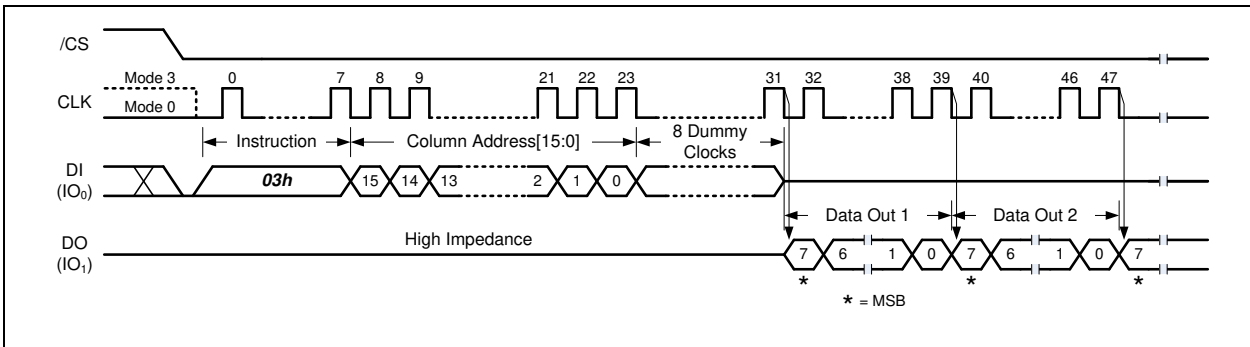 /CS
Mode 3 0 7 8 9 21 22 23 31 32 38 39 40 46 47
CLK
Mode 0
Instruction Column Address[15:0] 8 Dummy
Clocks
DI
(IO0) 03h 15 14 13 2 1 0
Data Out 1 Data Out 2
DO
(IO1) High Impedance 7 6 1 0 7 6 1 0 7
* * *
* = MSB